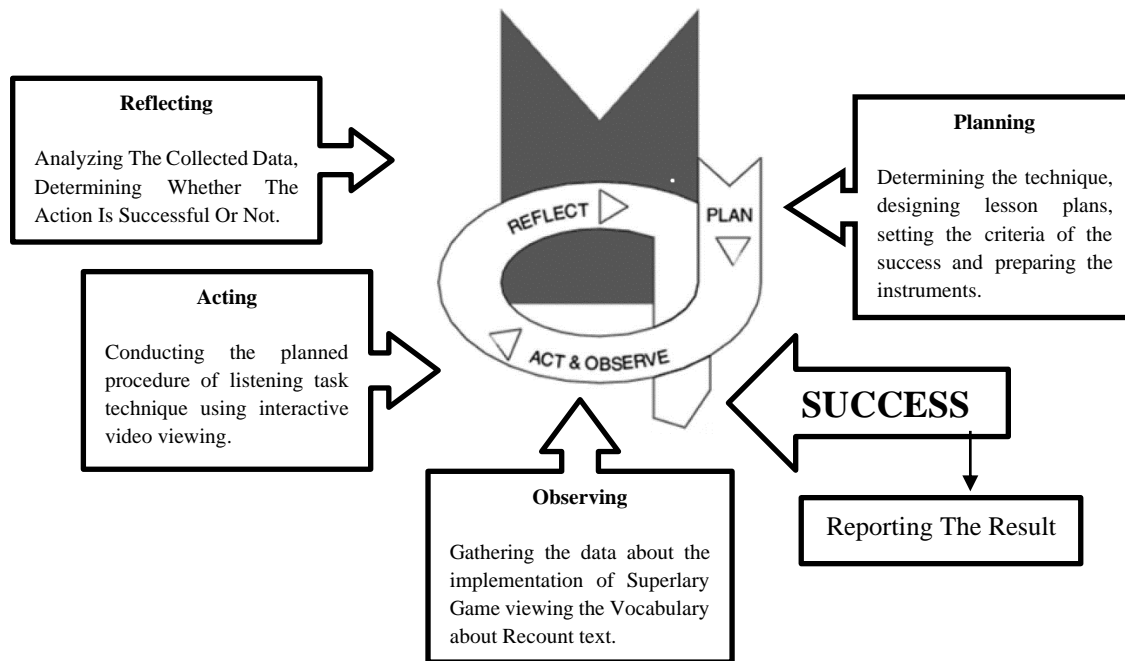 Reflecting
Analyzing The Collected Data,
Determining Whether The
Action Is Successful Or Not.
Planning
Determining the technique,
designing lesson plans,
setting the criteria of the
success and preparing the
instruments.
REFLECT
PLAN
ACT & OBSERVE
Acting
Conducting the planned
procedure of listening task
technique using interactive
video viewing.
SUCCESS
Reporting The Result
Observing
Gathering the data about the
implementation of Superlary
Game viewing the Vocabulary
about Recount text.